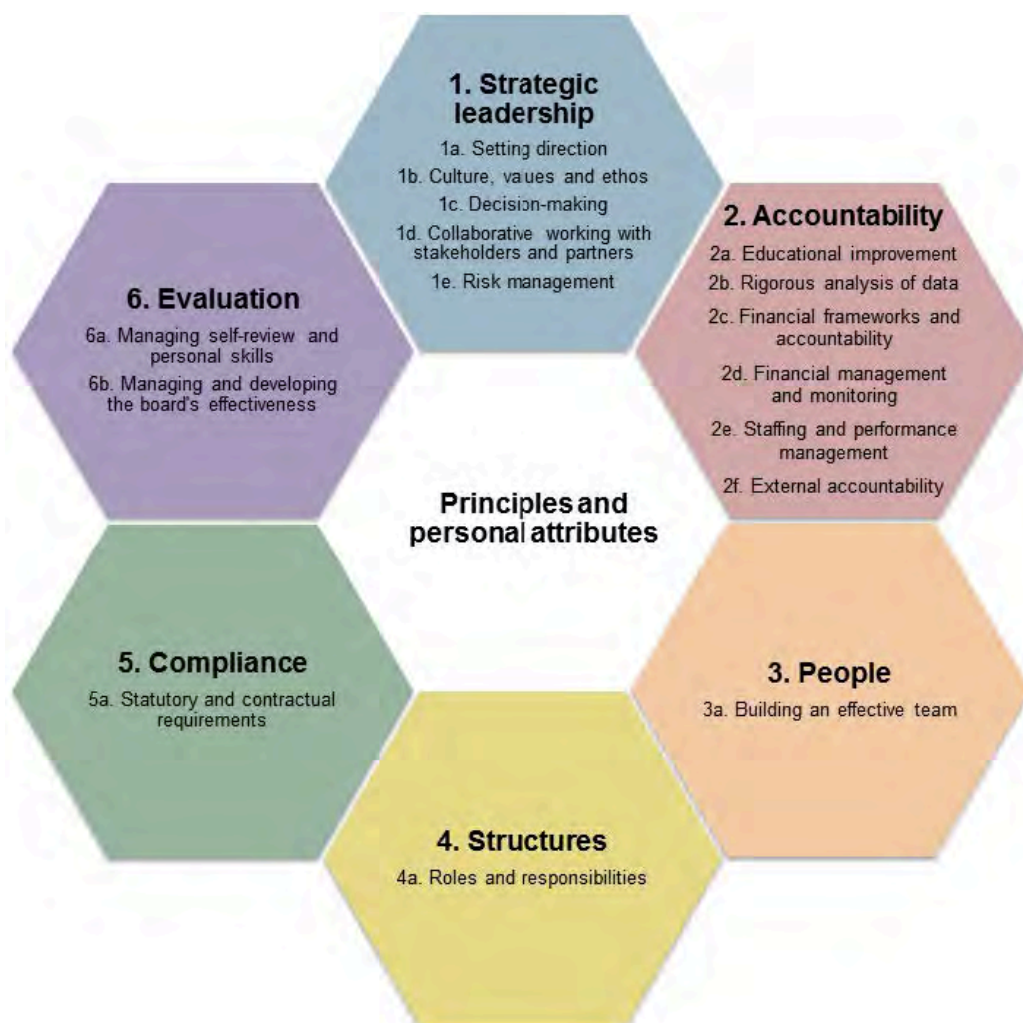 1. Strategic
leadership
1a. Setting direction
1b. Culture, values and ethos
1c. Decision-making
1d. Collaborative working with
stakeholders and partners
1e. Risk management
2. Accountability
2a. Educational improvement
2b. Rigorous analysis of data
2c. Financial frameworks and
accountability
2d. Financial management
and monitoring
2e. Staffing and performance
management
2f. External accountability
3. People
3a. Building an effective team
4. Structures
4a. Roles and responsibilities
5. Compliance
5a. Statutory and contractual
requirements
6. Evaluation
6a. Managing self-review and
personal skills
6b. Managing and developing
the board's effectiveness
Principles and
personal attributes